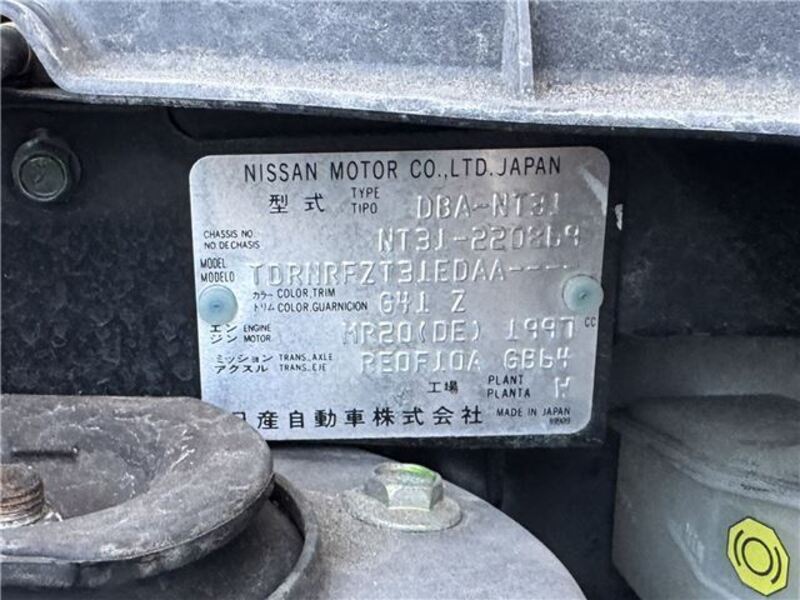 NISSAN MOTOR CO.,LTD.JAPAN
型式 TYPE TIPO DBA-NT31
CHASSIS NO. NO DE CHASIS NT31-220869
MODEL MODELO TDRNRFZT31EDAA----
カラー トリム COLOR,TRIM COLOR,GUARNICION G41 Z
エンジン ENGINE MOTOR MR20(DE) 1997 CC
ミッション アクスル TRANS,AXLE TRANS,EJE RE0F10A GB64
工場 PLANT PLANTA
日産自動車株式会社 MADE IN JAPAN